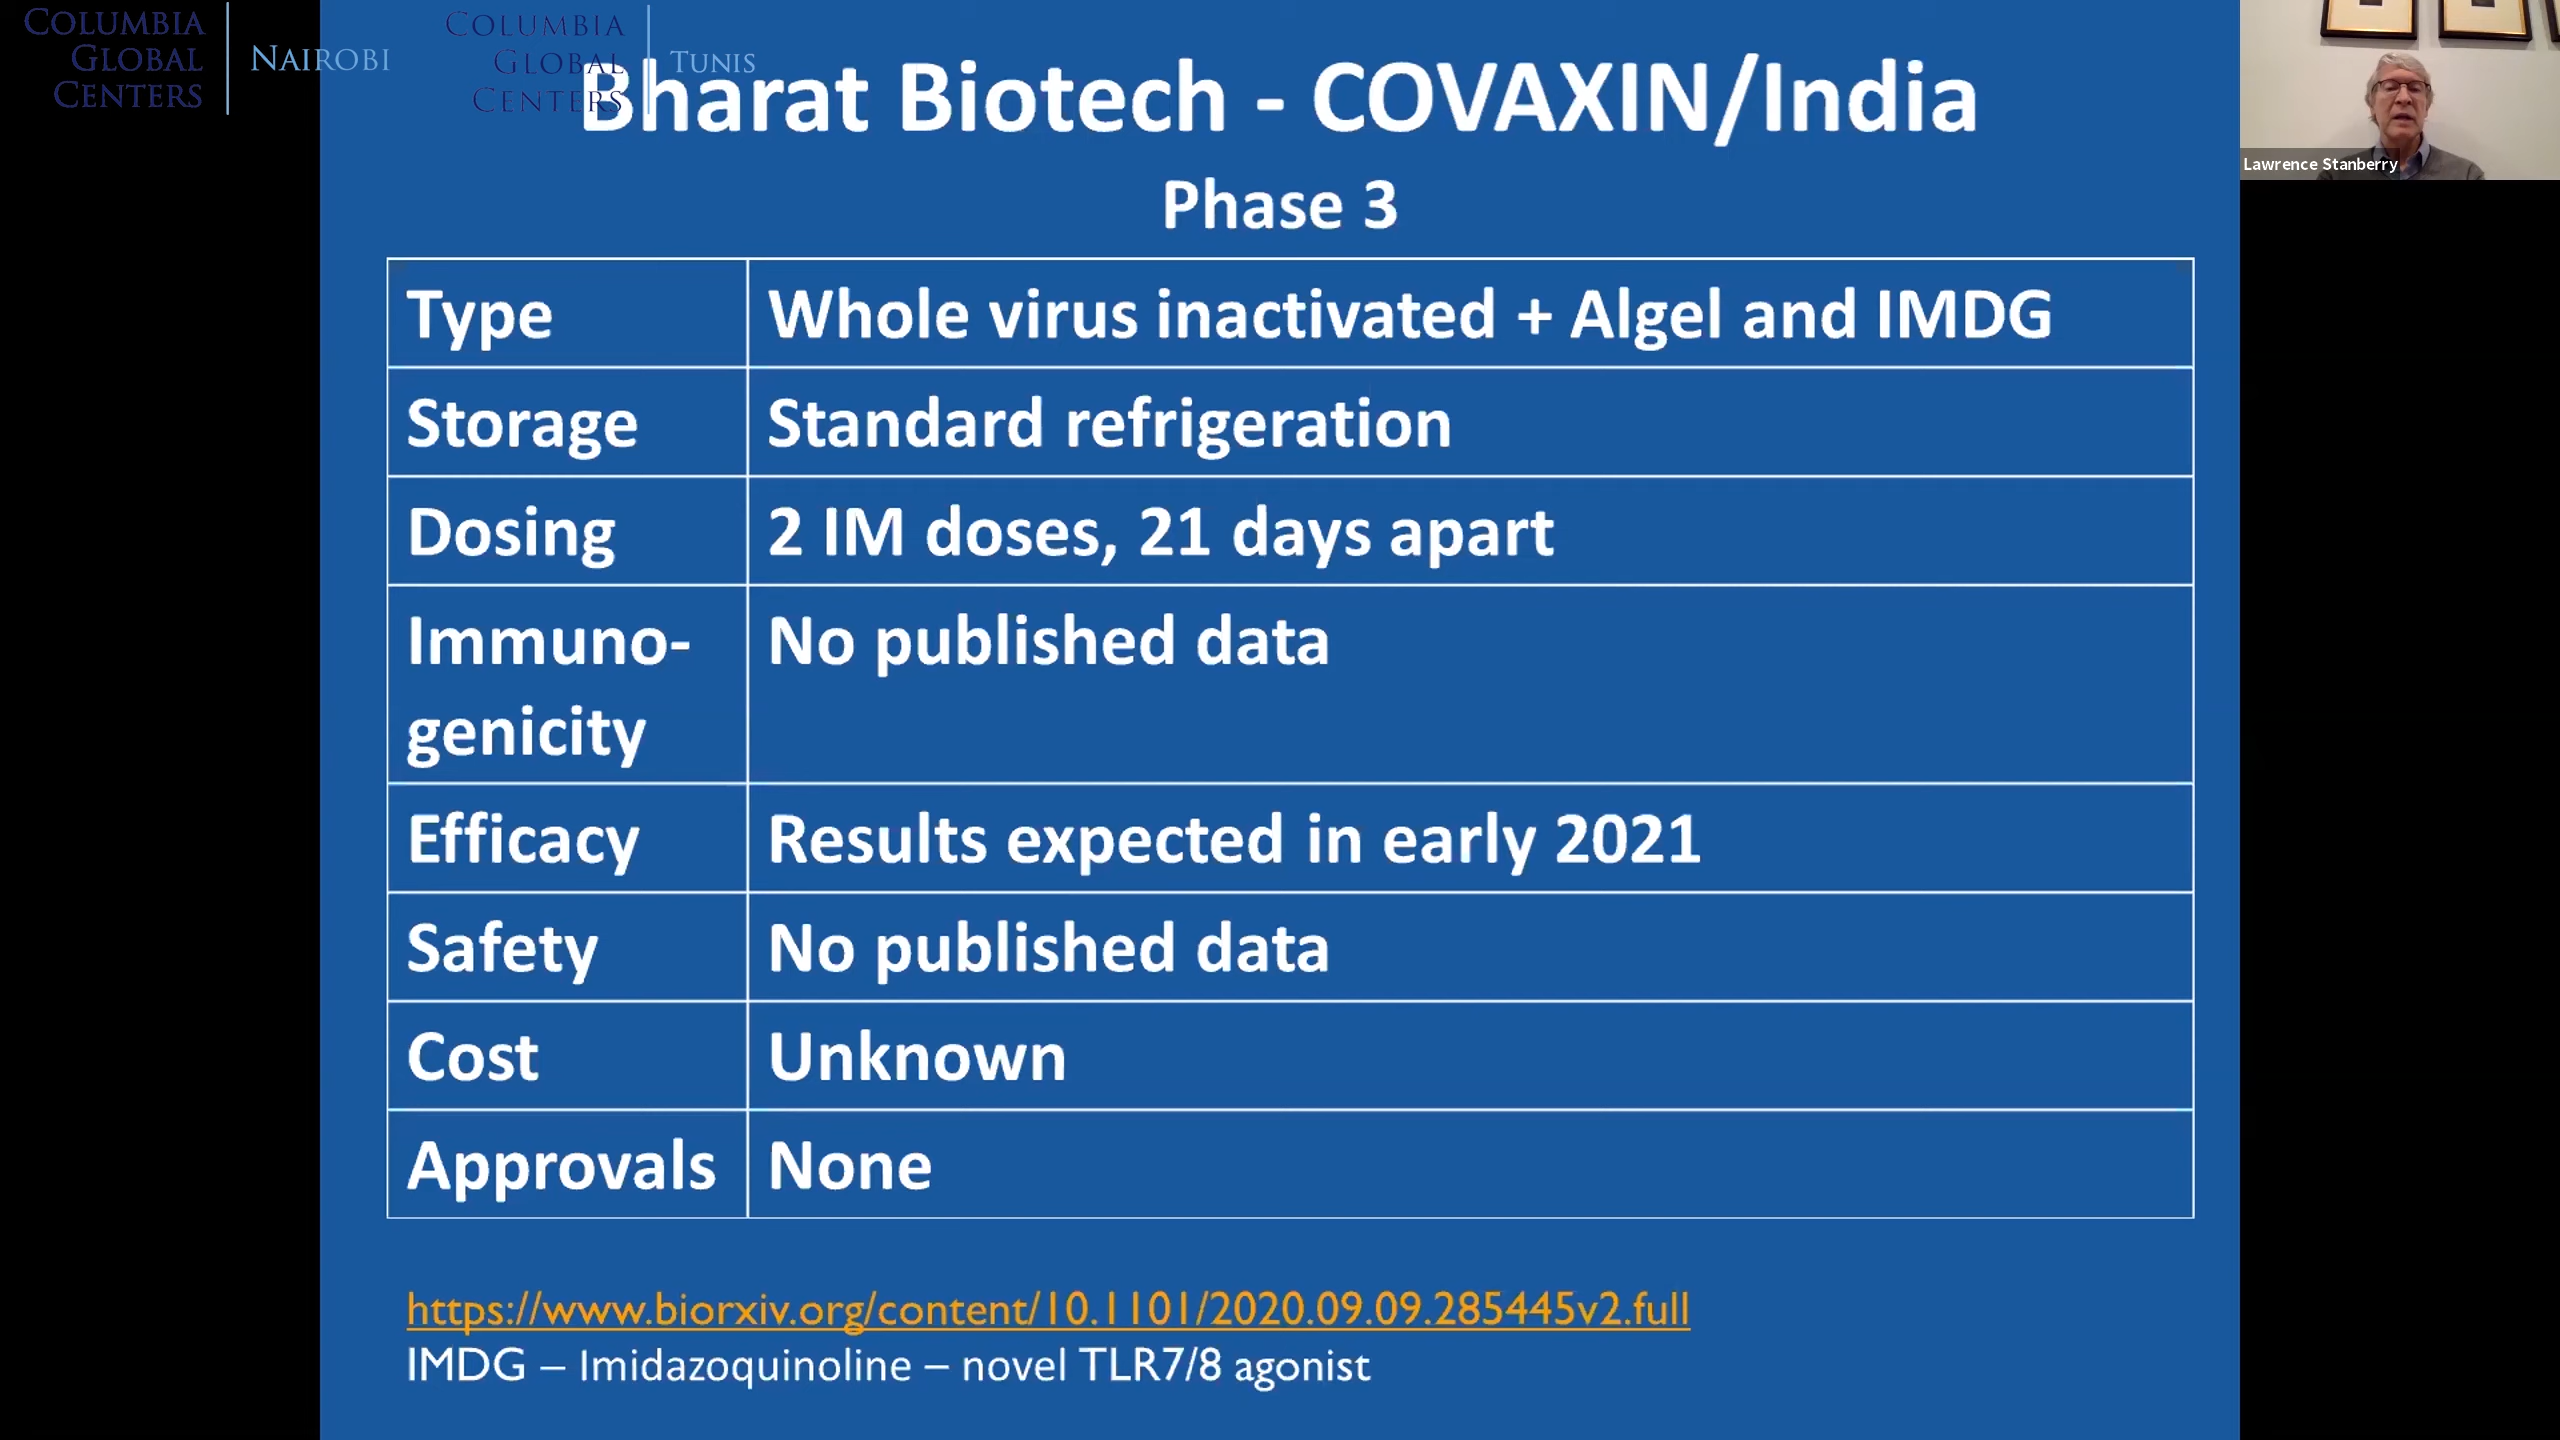 COLUMBIA
GLOBAL
CENTERS
NAIROBI
COLUMBIA
GLOBAL
CENTERS
TUNIS
Bharat Biotech - COVAXIN/India
Phase 3
Type Whole virus inactivated + Algel and IMDG
Storage Standard refrigeration
Dosing 2 IM doses, 21 days apart
Immuno- No published data
genicity
Efficacy Results expected in early 2021
Safety No published data
Cost Unknown
Approvals None
https://www.biorxiv.org/content/10.1101/2020.09.09.285445v2.full
IMDG – Imidazoquinoline – novel TLR7/8 agonist
Lawrence Stanberry